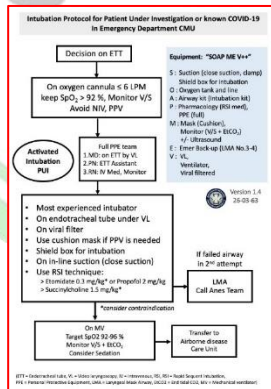 Intubation Protocol for Patient Under Investigation or known COVID-19
In Emergency Department CMU
Decision on ETT
On oxygen cannula ≤ 6 LPM
keep SpO₂ > 92 %, Monitor V/S
Avoid NIV, PPV
Equipment: "SOAP ME V++"
S : Suction (close suction, clamp)
Shield box for intubation
O : Oxygen tank and line
A : Airway kit (Intubation kit)
P : Pharmacology (RSI med),
PPE (full)
M : Mask (Cushion),
Monitor (V/S + EtCO₂)
+/- Ultrasound
E : Emer Back-up (LMA No.3-4)
V : VL,
Ventilator,
Viral filtered
Activated
Intubation
PUI
Full PPE team
1.MD: on ETT by VL
2.PN: ETT Assistant
3.RN: IV Med, Monitor
Version 1.4
26-03-63
• Most experienced intubator
• On endotracheal tube under VL
• On viral filter
• Use cushion mask if PPV is needed
• Shield box for intubation
• On in-line suction (close suction)
• Use RSI technique:
> Etomidate 0.3 mg/kg* or Propofol 2 mg/kg
> Succinylcholine 1.5 mg/kg*
*consider contraindication
If failed airway
in 2nd attempt
LMA
Call Anes Team
On MV
Target SpO2 92-96 %
Monitor V/S + EtCO₂
Consider Sedation
Transfer to
Airborne disease
Care Unit